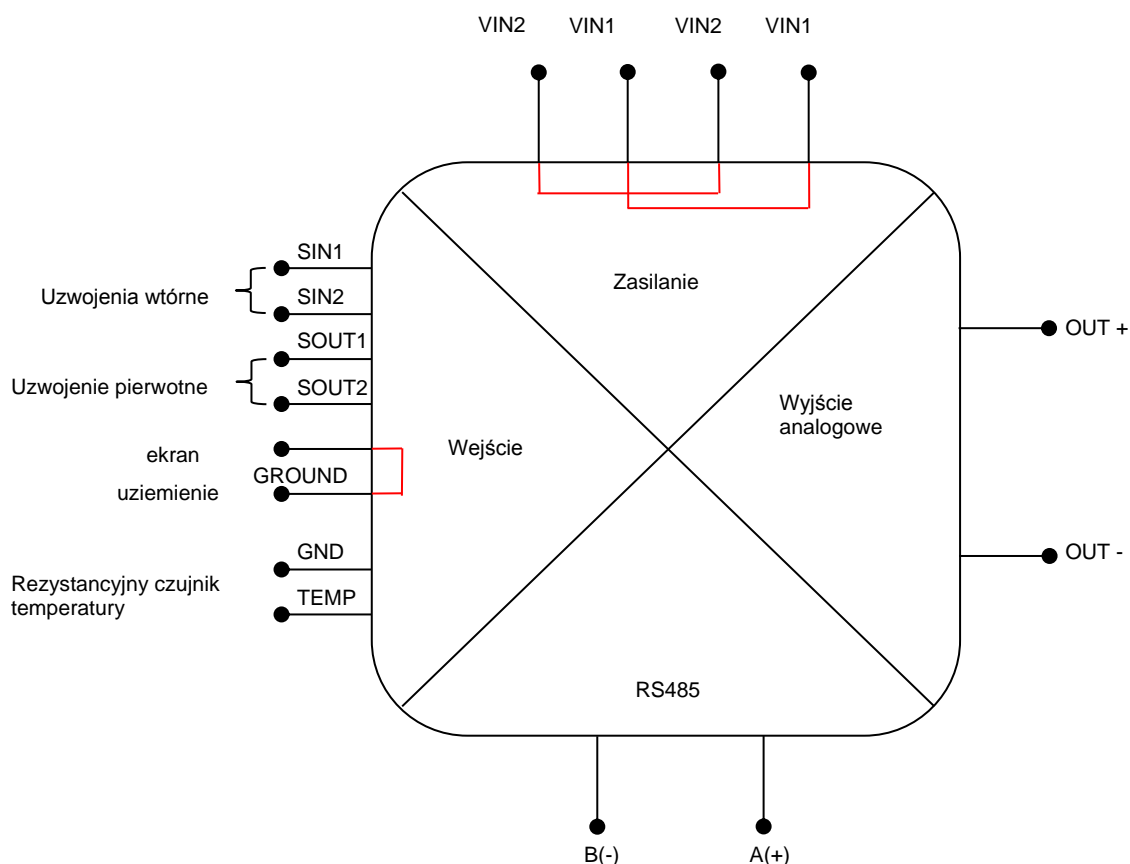 VIN2 VIN1 VIN2 VIN1
SIN1
Zasilanie
Uzwojenia wtórne
SIN2
SOUT1
OUT +
Uzwojenie pierwotne
SOUT2
Wyjście
analogowe
ekran
Wejście
GROUND
uziemienie
GND
OUT -
Rezystancyjny czujnik
temperatury
TEMP
RS485
B(-) A(+)